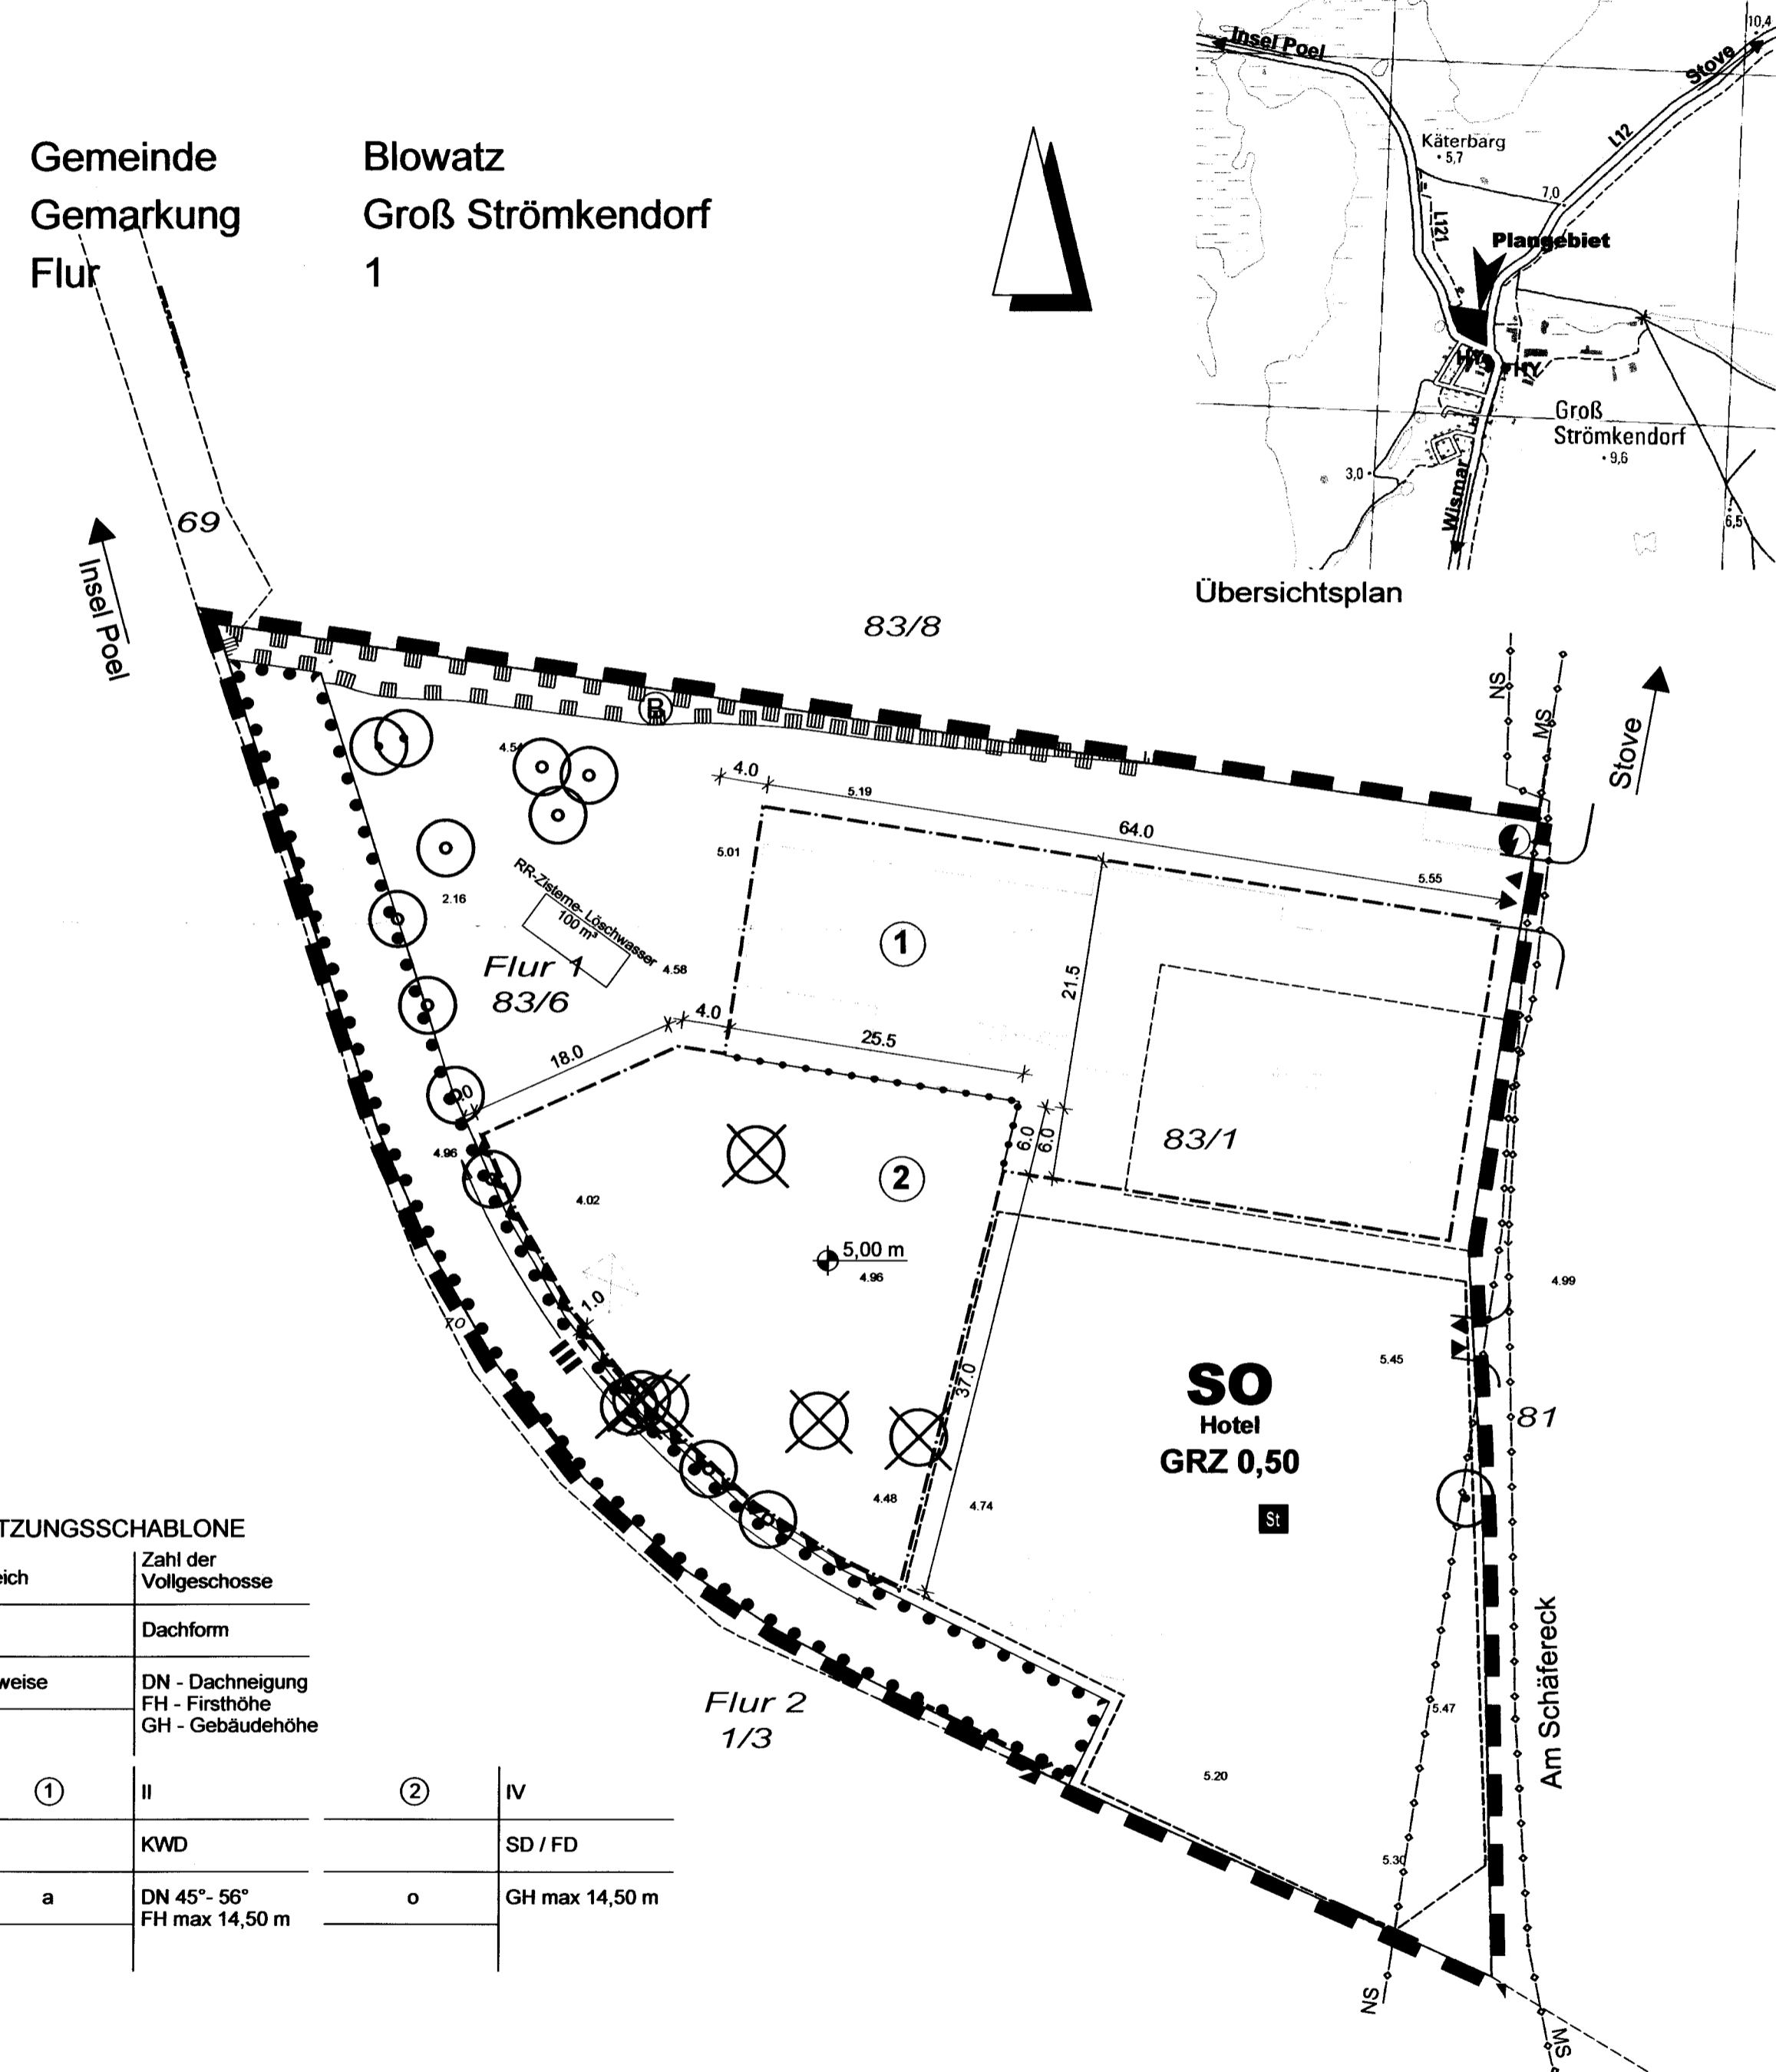 Gemeinde Blowatz
Gemarkung Groß Strömkendorf
Flur 1
Insel Poel
Stove
10,4
L12
Käterbarg
5,7
7,0
L121
Plangebiet
HY
Groß
Strömkendorf
9,6
3,0
Wismar
6,5
Übersichtsplan
69
Insel Poel
83/8
B
NS
MS
Stove
4.54
4.0
5.19
64.0
5.01
5.55
2.16
RR-Zisterne- Löschwasser
100 m³
1
Flur 1
83/6
4.58
21.5
4.0
25.5
18.0
6.0
6.0
83/1
4.96
4.02
2
5,00 m
4.96
4.99
1.0
70
37.0
5.45
SO
Hotel
GRZ 0,50
81
St
4.48
4.74
TZUNGSSCHABLONE
eich
Zahl der
Vollgeschosse
Dachform
weise
DN - Dachneigung
FH - Firsthöhe
GH - Gebäudehöhe
Flur 2
1/3
5.47
Am Schäfereck
5.20
5.30
1 II 2 IV
KWD SD / FD
a DN 45°- 56° o GH max 14,50 m
FH max 14,50 m
NS
MS